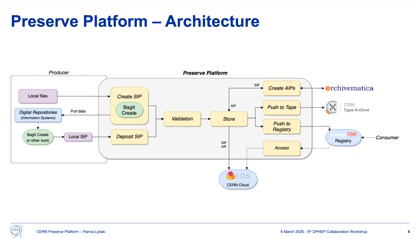 Preserve Platform – Architecture
Producer
Preserve Platform
Local files
Digital Repositories
(Information Systems)
Pull data
BagIt Create
or other tools
Local SIP
Create SIP
BagIt
Create
Deposit SIP
Validation
Store
SIP
AIP
Create AIPs
Push to Tape
Push to
Registry
Access
SIP
AIP
archivematica
CERN
Tape Archive
Registry
Consumer
EOS
CERN Cloud
CERN Preserve Platform – Panna Liptak
6 March 2026 - 5th DPHEP Collaboration Workshop